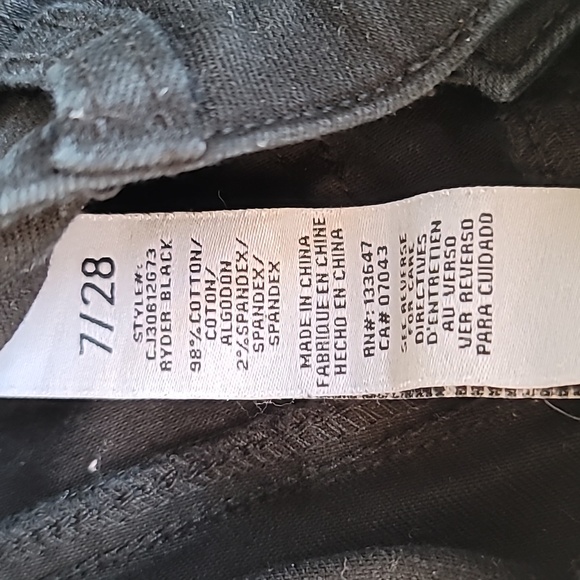 7/28
STYLE#:
CJ30612673
RYDER BLACK
98%COTTON/
COTON/
ALGODON
2%SPANDEX/
SPANDEX/
SPANDEX
MADE IN CHINA
FABRIQUE EN CHINE
HECHO EN CHINA
RN#:133647
CA# 07043
SEE REVERSE
FOR CARE
DIRECTIVES
D'ENTRETIEN
AU VERSO
VER REVERSO
PARA CUIDADO